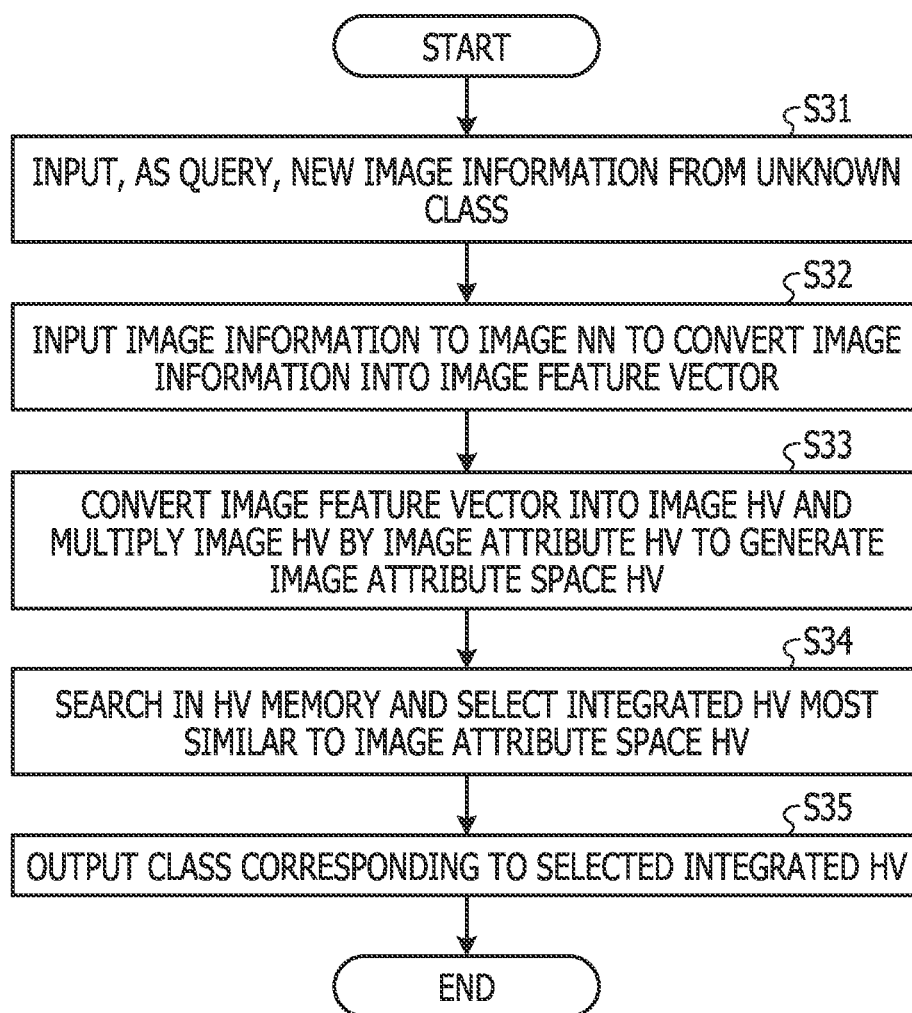 START
S31
INPUT, AS QUERY, NEW IMAGE INFORMATION FROM UNKNOWN
CLASS
S32
INPUT IMAGE INFORMATION TO IMAGE NN TO CONVERT IMAGE
INFORMATION INTO IMAGE FEATURE VECTOR
S33
CONVERT IMAGE FEATURE VECTOR INTO IMAGE HV AND
MULTIPLY IMAGE HV BY IMAGE ATTRIBUTE HV TO GENERATE
IMAGE ATTRIBUTE SPACE HV
S34
SEARCH IN HV MEMORY AND SELECT INTEGRATED HV MOST
SIMILAR TO IMAGE ATTRIBUTE SPACE HV
S35
OUTPUT CLASS CORRESPONDING TO SELECTED INTEGRATED HV
END